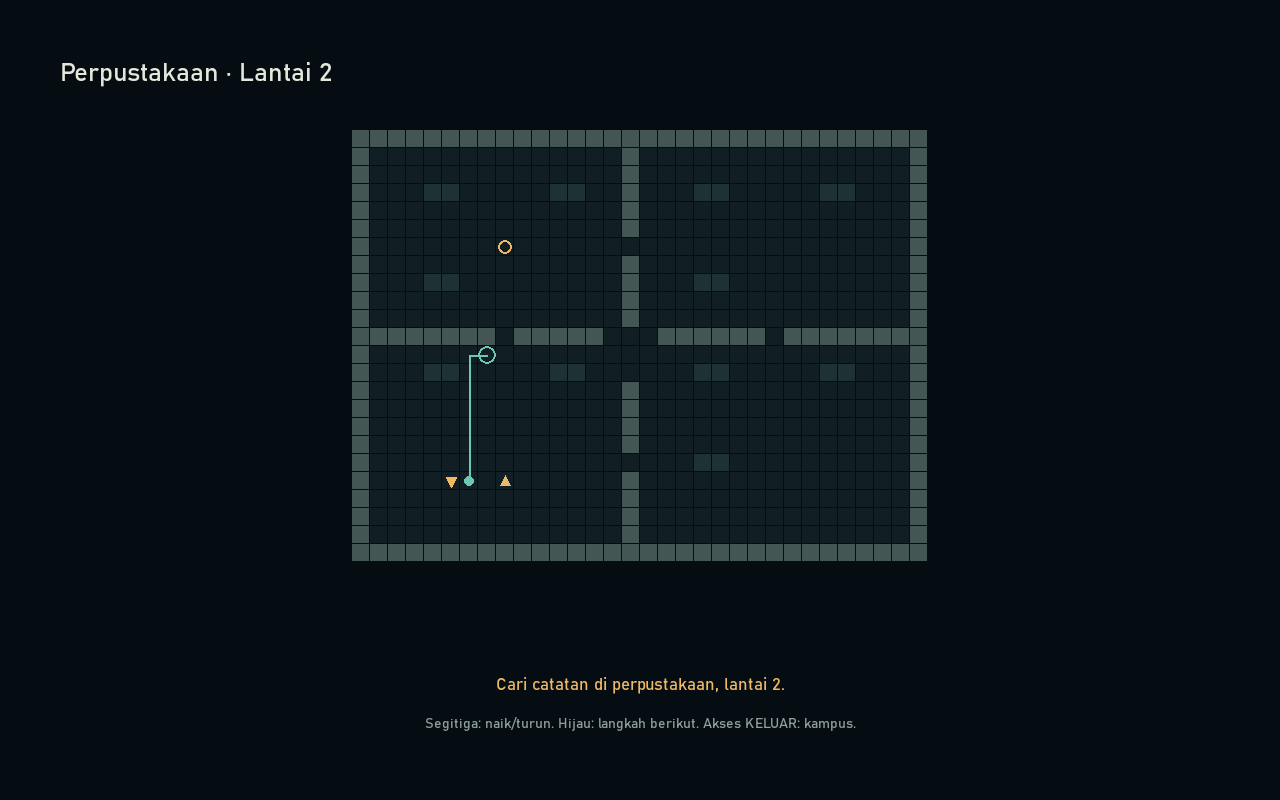 Perpustakaan · Lantai 2
Cari catatan di perpustakaan, lantai 2.
Segitiga: naik/turun. Hijau: langkah berikut. Akses KELUAR: kampus.